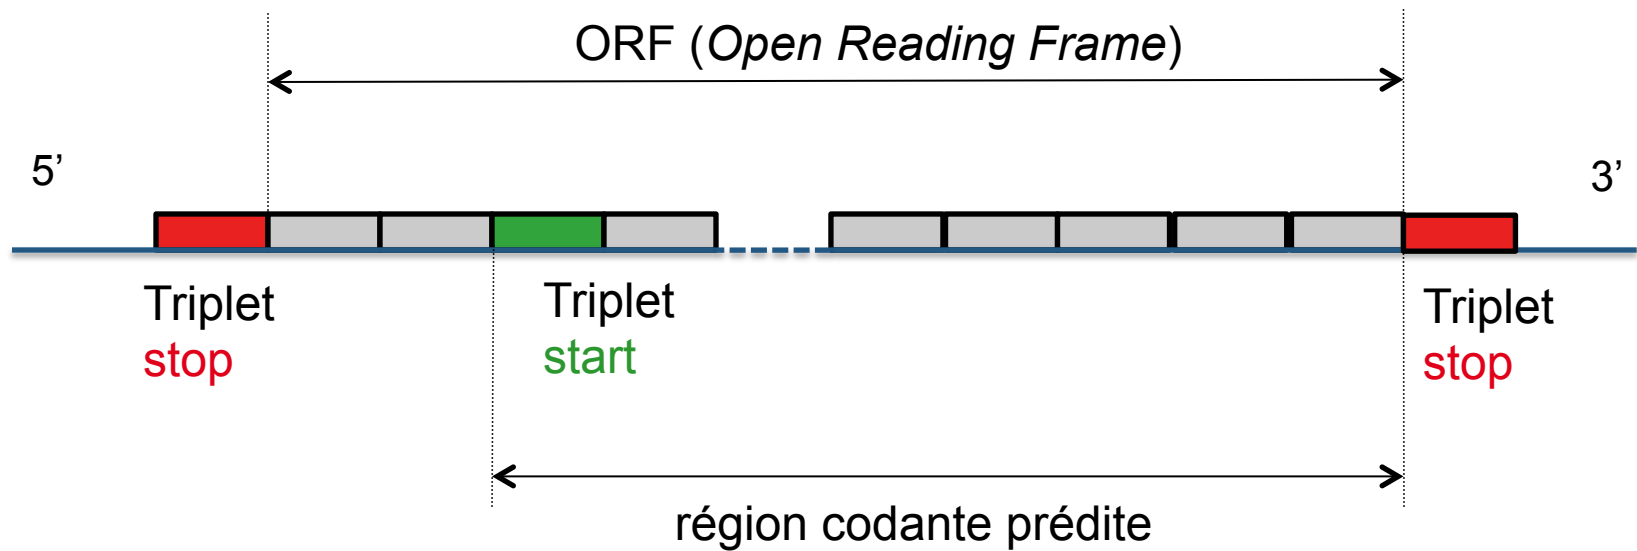 ORF (Open Reading Frame)
5’
3’
Triplet
stop
Triplet
start
Triplet
stop
région codante prédite